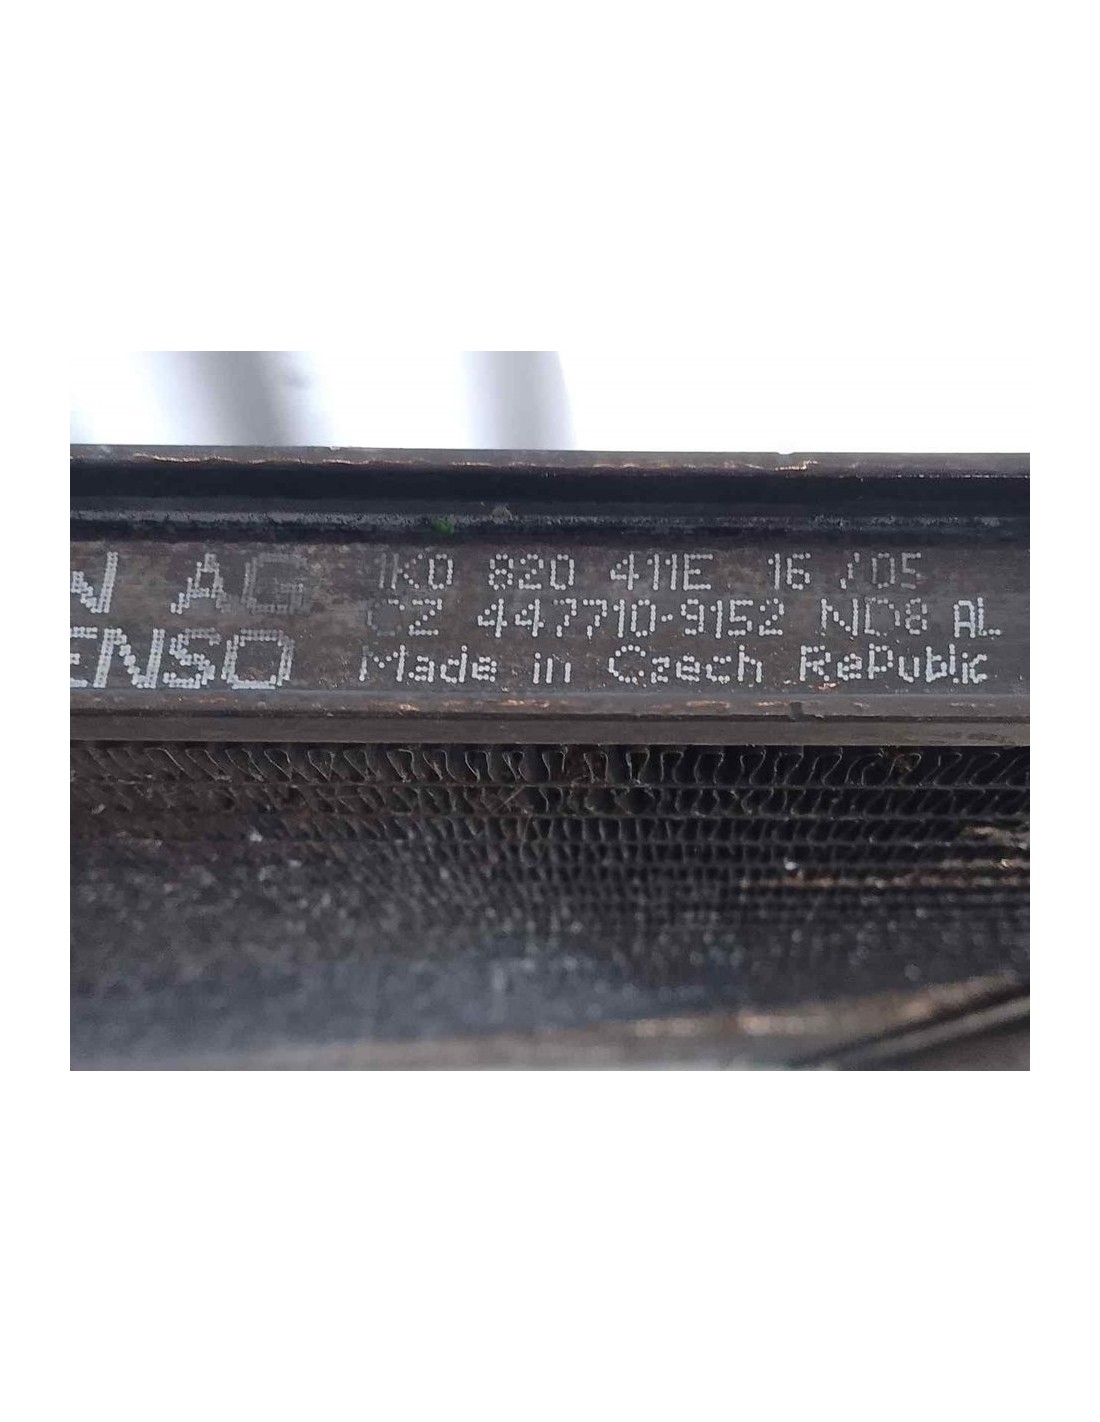 W AG 1K0 820 411E 16 /05
CZ 447710-9152 ND8 AL
ENSO Made in Czech RePublic